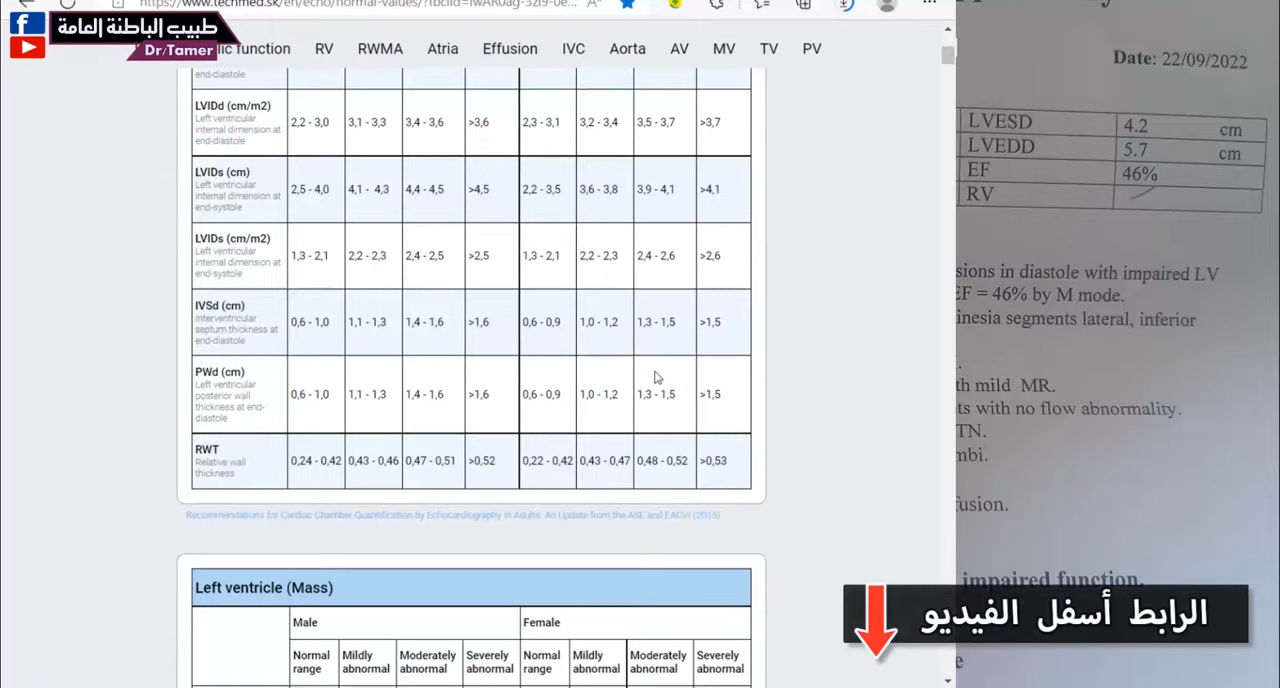 https://www.techmed.sk/en/echo/normal-values/?fbclid=IwAR0ag-3zI9-0e...
طبيب الباطنة العامة
Dr/Tamer
function RV RWMA Atria Effusion IVC Aorta AV MV TV PV
end-diastole
LVIDd (cm/m2)
Left ventricular
internal dimension at
end-diastole
2,2 - 3,0 3,1 - 3,3 3,4 - 3,6 >3,6 2,3 - 3,1 3,2 - 3,4 3,5 - 3,7 >3,7
LVIDs (cm)
Left ventricular
internal dimension at
end-systole
2,5 - 4,0 4,1 - 4,3 4,4 - 4,5 >4,5 2,2 - 3,5 3,6 - 3,8 3,9 - 4,1 >4,1
LVIDs (cm/m2)
Left ventricular
internal dimension at
end-systole
1,3 - 2,1 2,2 - 2,3 2,4 - 2,5 >2,5 1,3 - 2,1 2,2 - 2,3 2,4 - 2,6 >2,6
IVSd (cm)
Interventricular
septum thickness at
end-diastole
0,6 - 1,0 1,1 - 1,3 1,4 - 1,6 >1,6 0,6 - 0,9 1,0 - 1,2 1,3 - 1,5 >1,5
PWd (cm)
Left ventricular
posterior wall
thickness at end-
diastole
0,6 - 1,0 1,1 - 1,3 1,4 - 1,6 >1,6 0,6 - 0,9 1,0 - 1,2 1,3 - 1,5 >1,5
RWT
Relative wall
thickness
0,24 - 0,42 0,43 - 0,46 0,47 - 0,51 >0,52 0,22 - 0,42 0,43 - 0,47 0,48 - 0,52 >0,53
Recommendations for Cardiac Chamber Quantification by Echocardiography in Adults: An Update from the ASE and EACVI (2015)
Left ventricle (Mass)
Male Female
Normal range Mildly abnormal Moderately abnormal Severely abnormal Normal range Mildly abnormal Moderately abnormal Severely abnormal
Date: 22/09/2022
LVESD 4.2 cm
LVEDD 5.7 cm
EF 46%
RV
sions in diastole with impaired LV
EF = 46% by M mode.
inesia segments lateral, inferior
th mild MR.
ts with no flow abnormality.
TN.
mbi.
fusion.
impaired function.
الرابط أسفل الفيديو